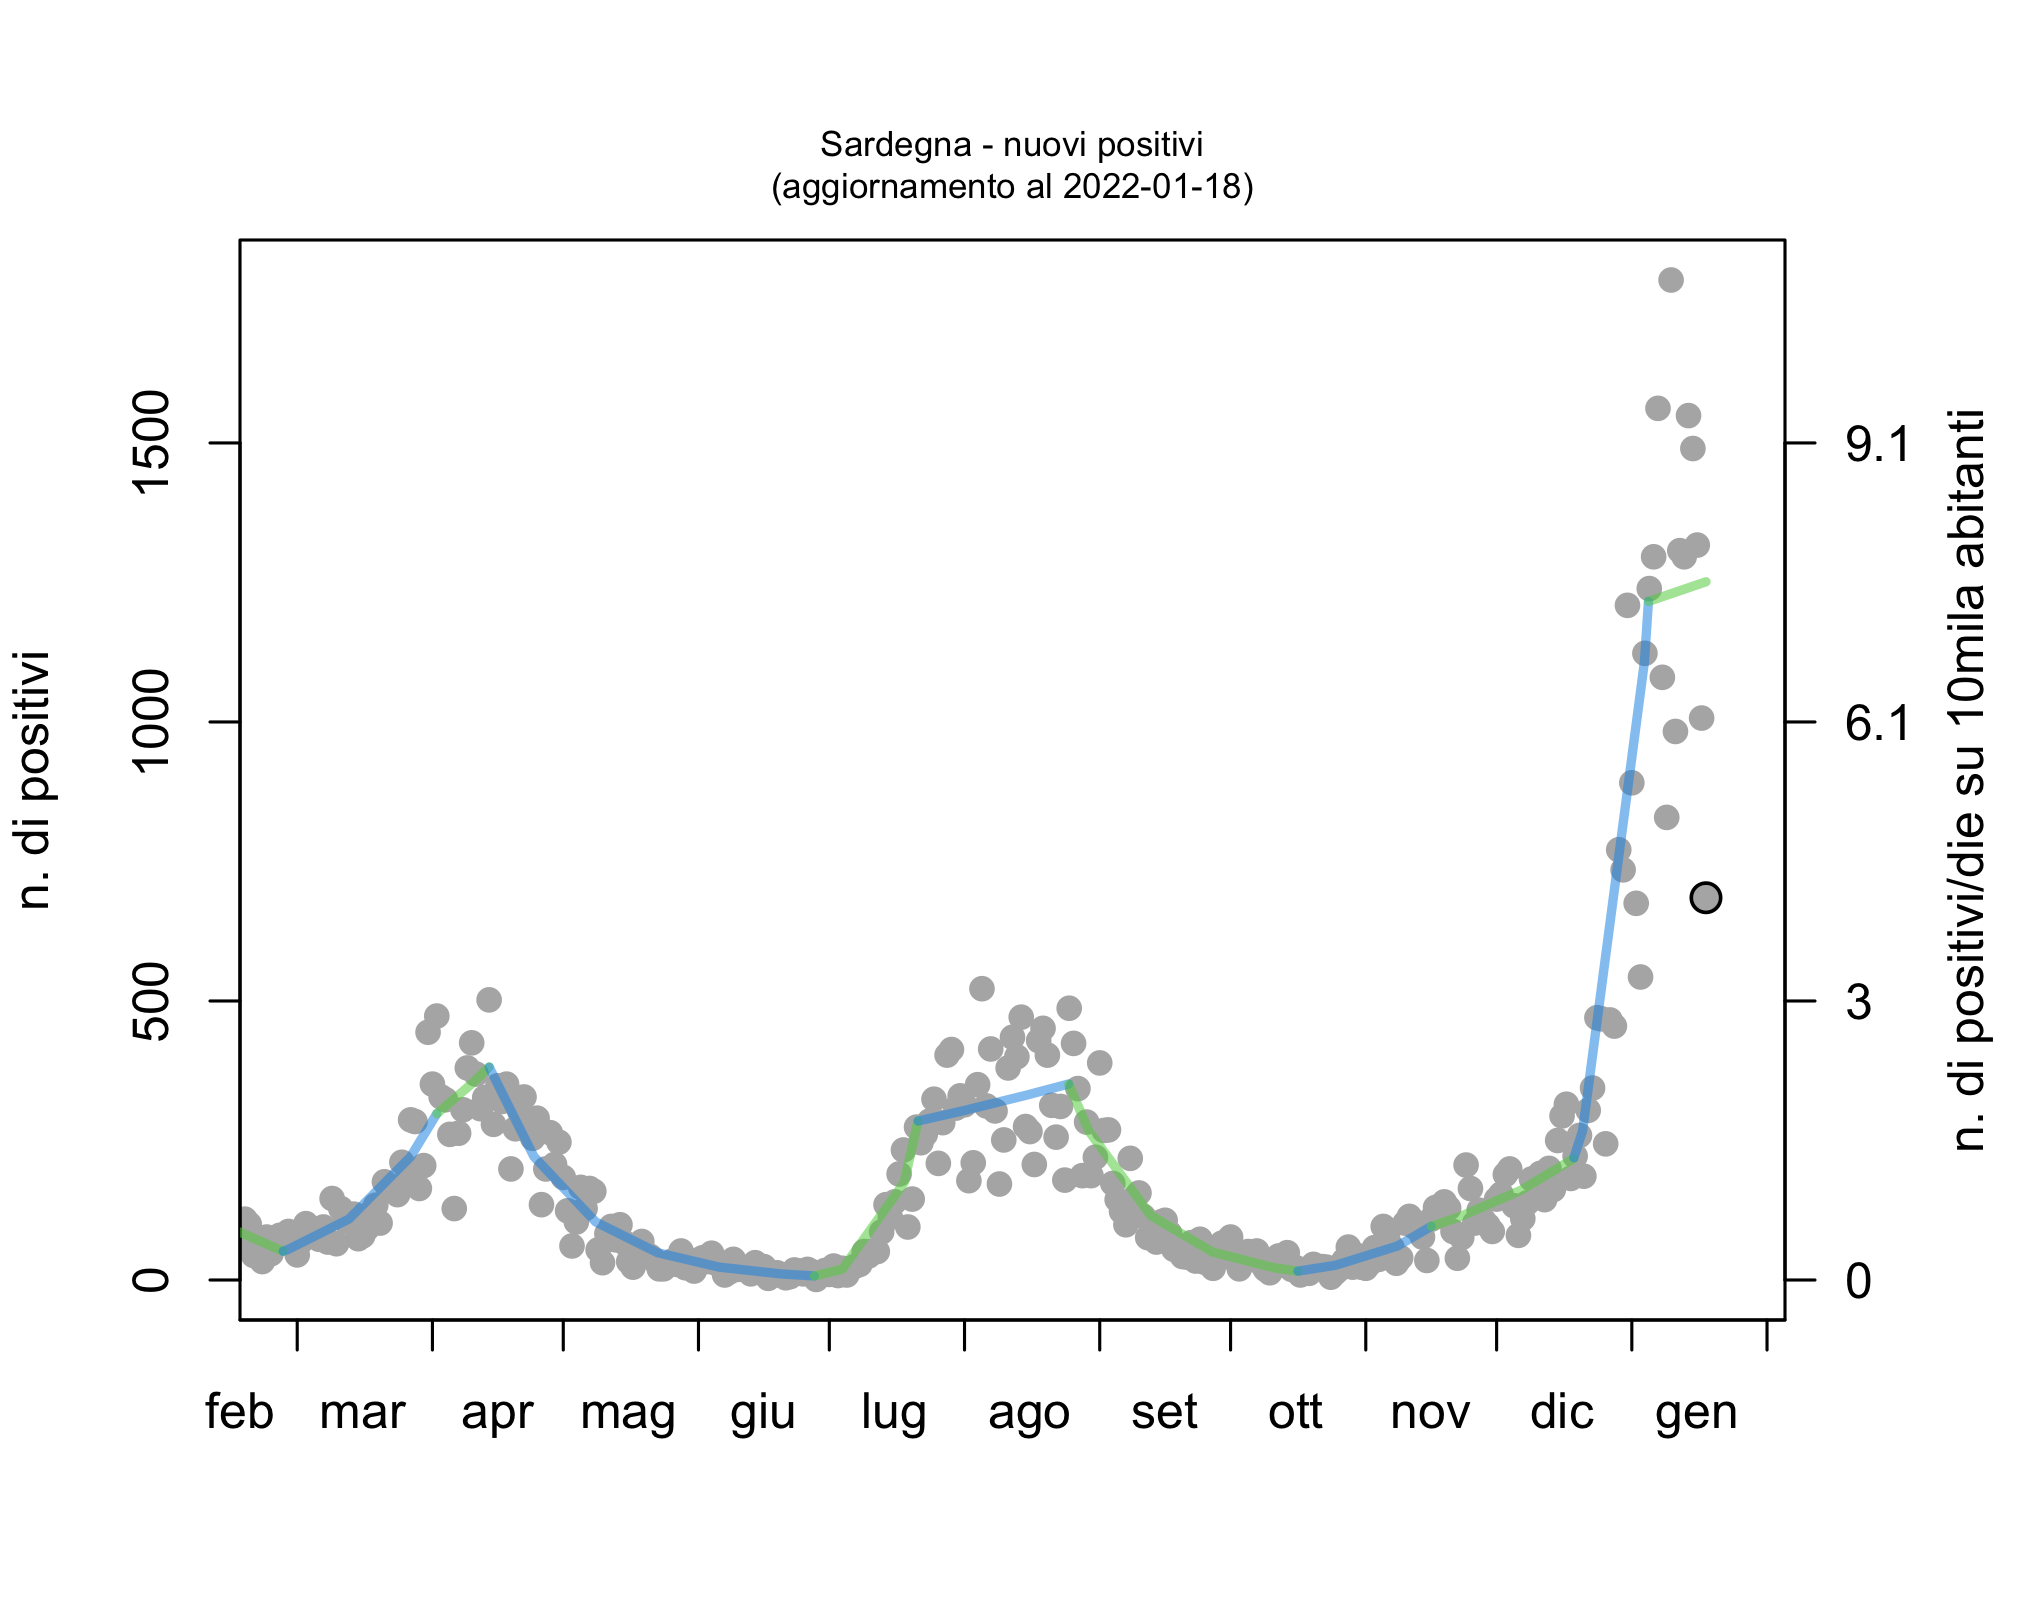 Sardegna - nuovi positivi
(aggiornamento al 2022-01-18)
n. di positivi
0
500
1000
1500
0
3
6.1
9.1
n. di positivi/die su 10mila abitanti
feb mar apr mag giu lug ago set ott nov dic gen